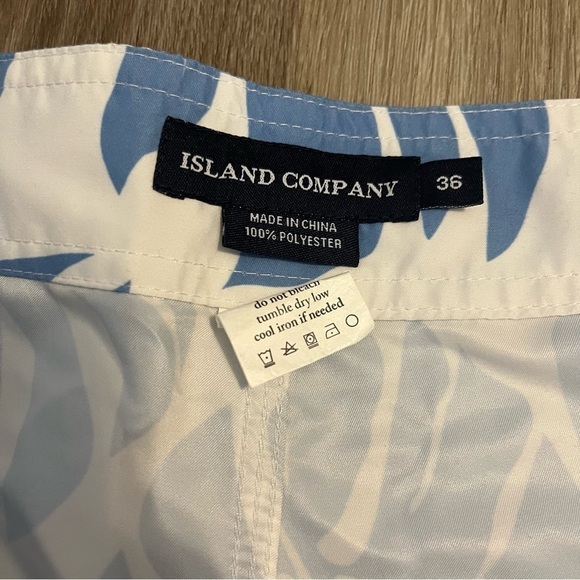 ISLAND COMPANY
36
MADE IN CHINA
100% POLYESTER
do not bleach
tumble dry low
cool iron if needed